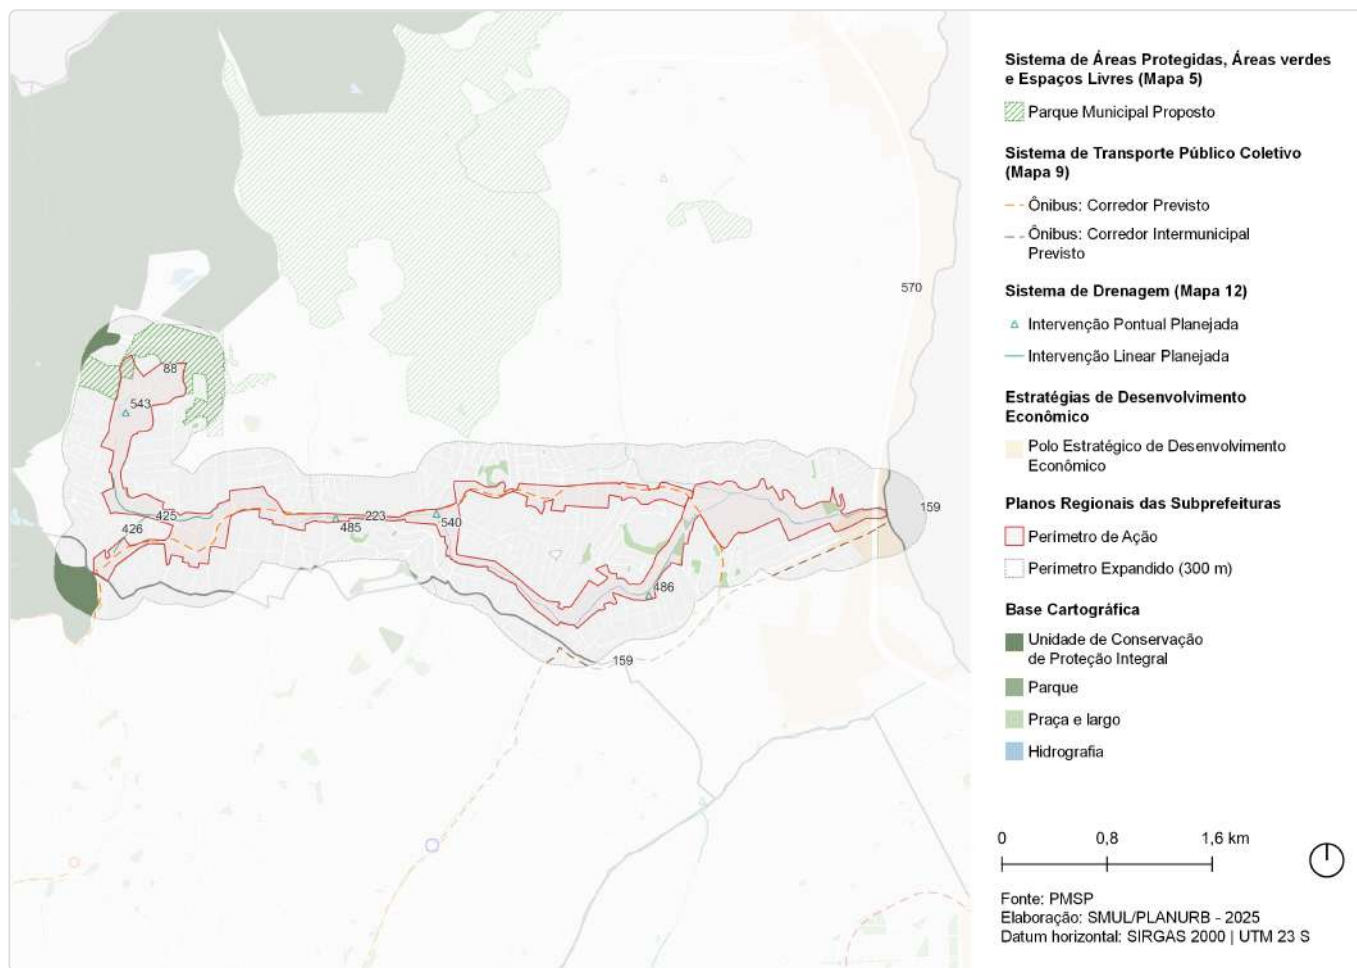 570
88
543
425
426
485
223
540
486
159
159
Sistema de Áreas Protegidas, Áreas verdes
e Espaços Livres (Mapa 5)
Parque Municipal Proposto
Sistema de Transporte Público Coletivo
(Mapa 9)
Ônibus: Corredor Previsto
Ônibus: Corredor Intermunicipal
Previsto
Sistema de Drenagem (Mapa 12)
Intervenção Pontual Planejada
Intervenção Linear Planejada
Estratégias de Desenvolvimento
Econômico
Polo Estratégico de Desenvolvimento
Econômico
Planos Regionais das Subprefeituras
Perímetro de Ação
Perímetro Expandido (300 m)
Base Cartográfica
Unidade de Conservação
de Proteção Integral
Parque
Praça e largo
Hidrografia
0 0,8 1,6 km
Fonte: PMSP
Elaboração: SMUL/PLANURB - 2025
Datum horizontal: SIRGAS 2000 | UTM 23 S